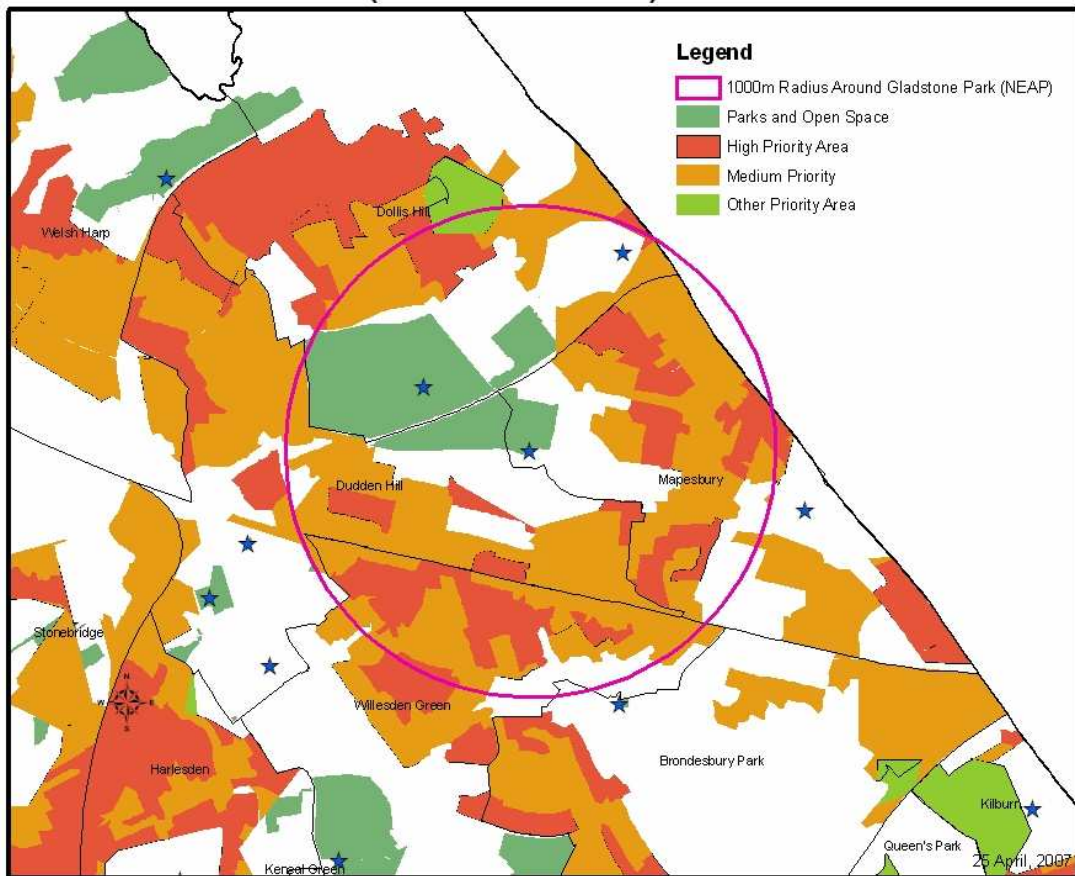 Legend
1000m Radius Around Gladstone Park (NEAP)
Parks and Open Space
High Priority Area
Medium Priority
Other Priority Area
Dollis Hill
Welsh Harp
Dudden Hill
Mapesbury
Stonebridge
N
W E
S
Willesden Green
Harlesden
Brondesbury Park
Kilburn
Queen's Park
Kensal Green
25 April, 2007